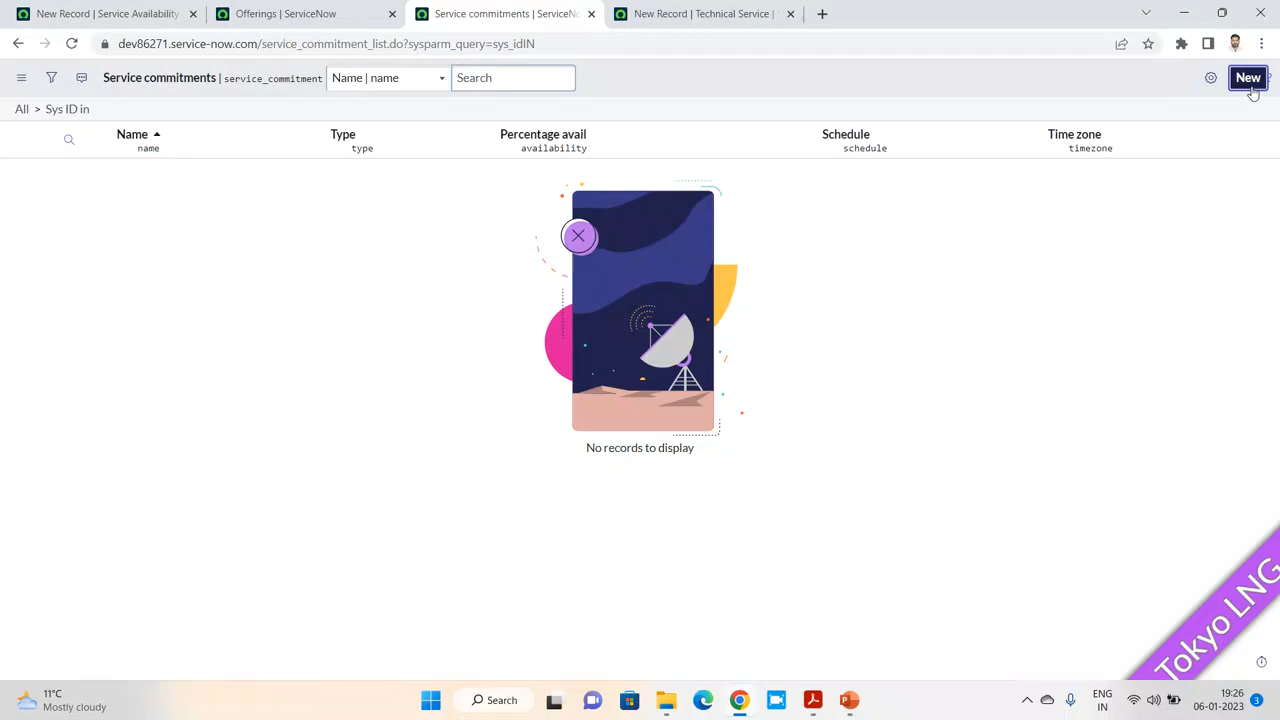 New Record | Service Availability
Offerings | ServiceNow
Service commitments | ServiceNo
New Record | Technical Service |
dev86271.service-now.com/service_commitment_list.do?sysparm_query=sys_idIN
Service commitments | service_commitment
Name | name
Search
New
All > Sys ID in
Name Type Percentage avail Schedule Time zone
name type availability schedule timezone
No records to display
Tokyo LNG
11°C
Mostly cloudy
Search
ENG
IN
19:26
06-01-2023
3